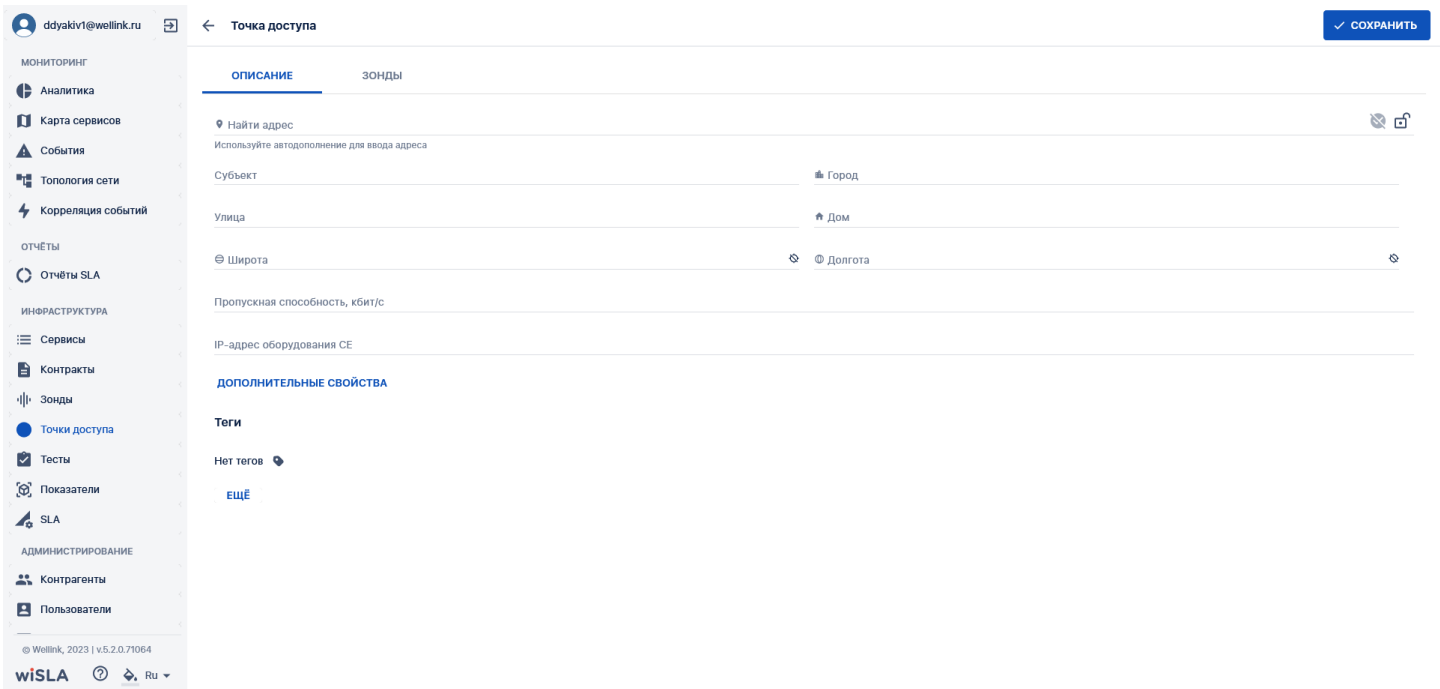 ddyakiv1@wellink.ru
МОНИТОРИНГ
Аналитика
Карта сервисов
События
Топология сети
Корреляция событий
ОТЧЁТЫ
Отчёты SLA
ИНФРАСТРУКТУРА
Сервисы
Контракты
Зонды
Точки доступа
Тесты
Показатели
SLA
АДМИНИСТРИРОВАНИЕ
Контрагенты
Пользователи
© Wellink, 2023 | v.5.2.0.71064
wiSLA
Ru
Точка доступа
СОХРАНИТЬ
ОПИСАНИЕ ЗОНДЫ
Найти адрес
Используйте автодополнение для ввода адреса
Субъект Город
Улица Дом
Широта Долгота
Пропускная способность, кбит/с
IP-адрес оборудования CE
ДОПОЛНИТЕЛЬНЫЕ СВОЙСТВА
Теги
Нет тегов
ЕЩЁ